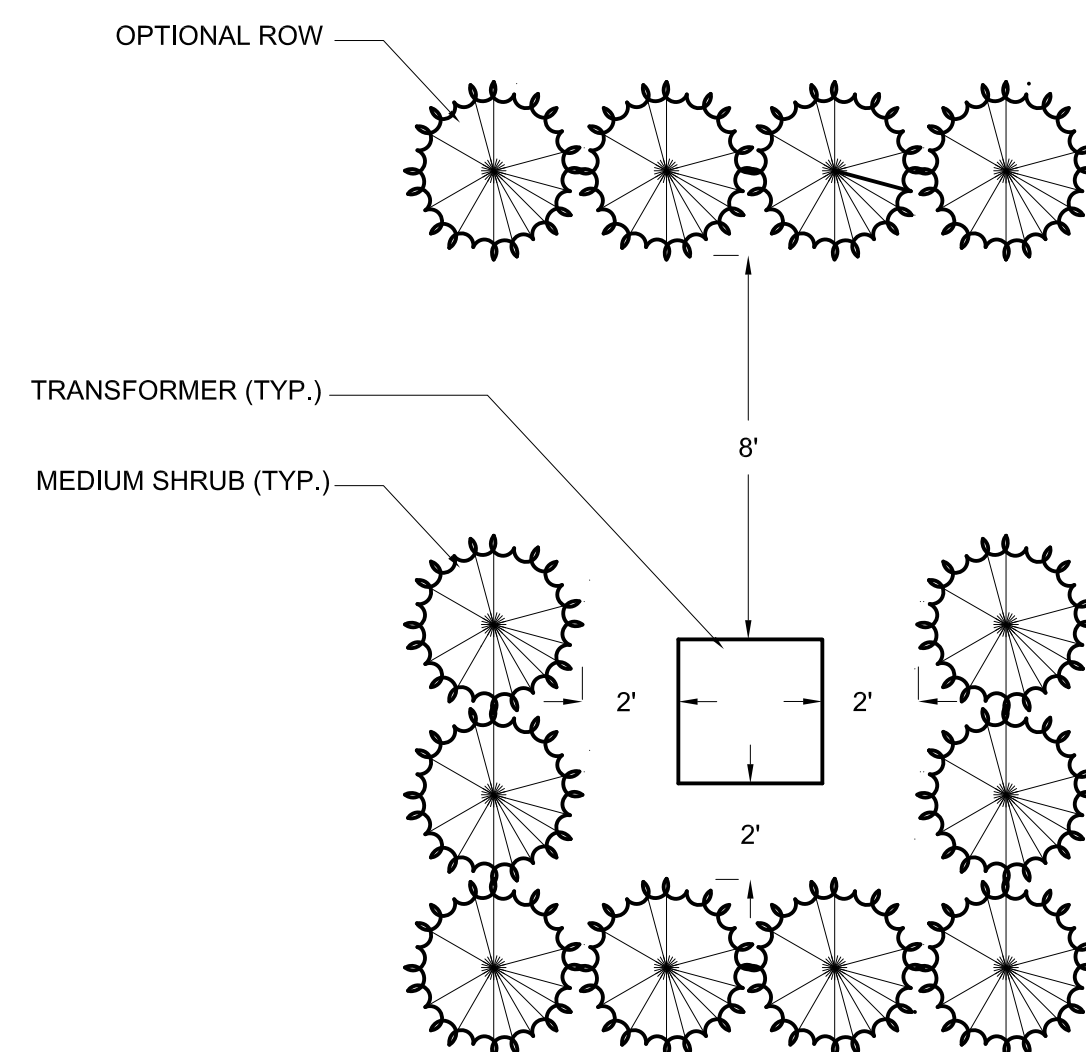 OPTIONAL ROW
TRANSFORMER (TYP.)
8'
MEDIUM SHRUB (TYP.)
2' 2'
2'